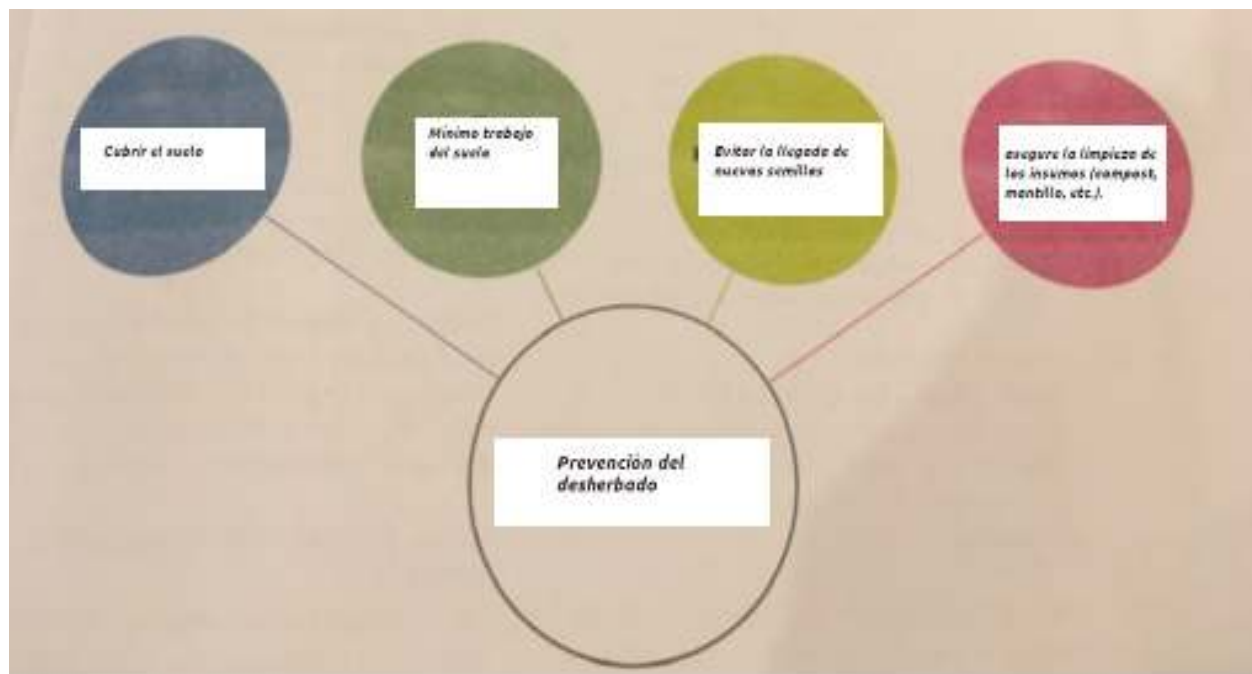 Cubrir el suelo
Mínimo trabajo
del suelo
Evitar la llegada de
nuevas semillas
asegure la limpieza de
los insumos (compost,
mantillo, etc.).
Prevención del
desherbado